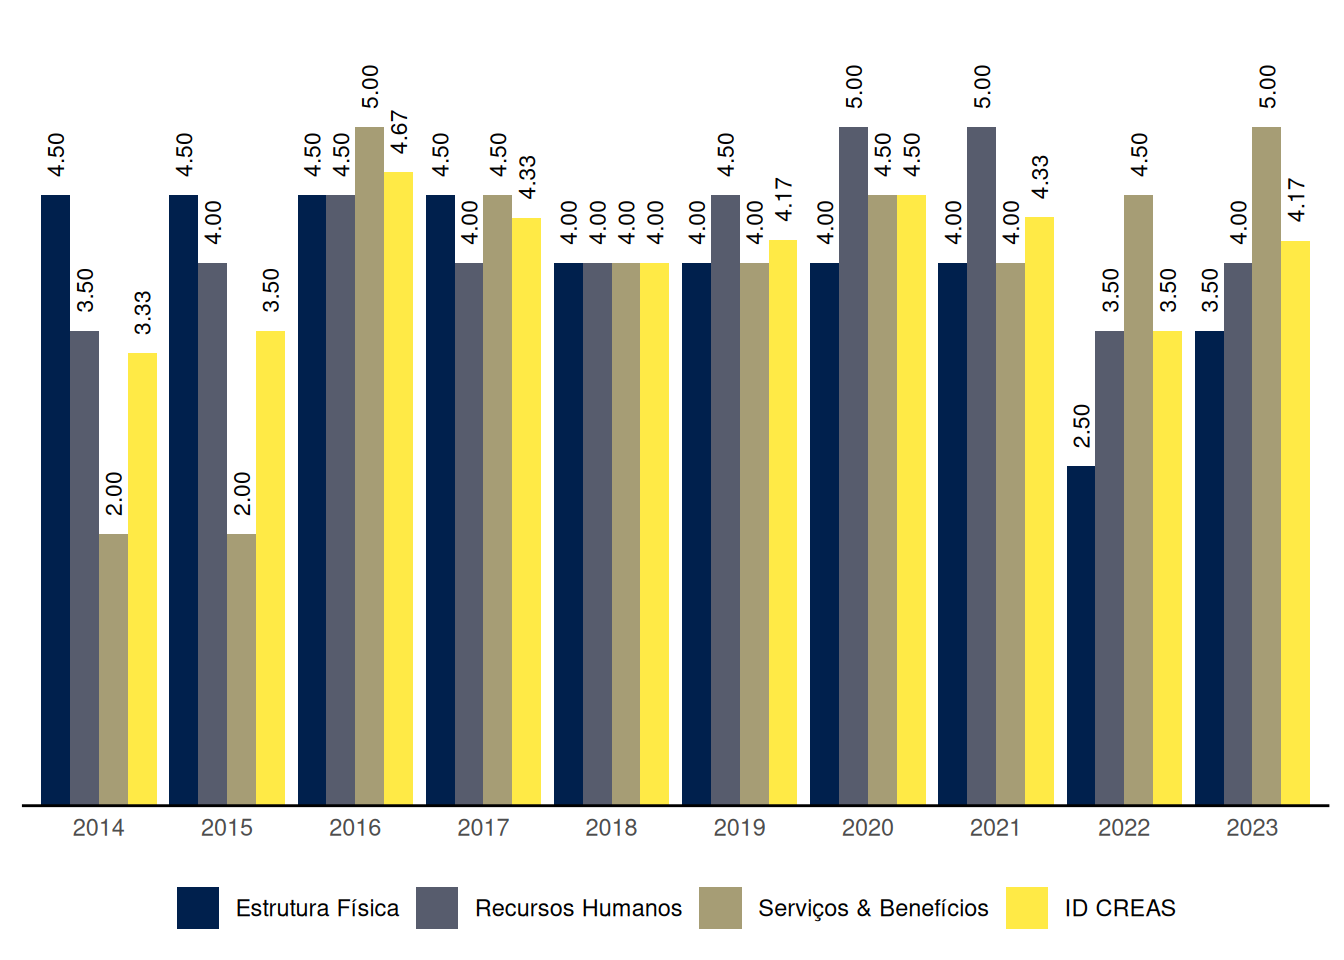 4.50 3.50 2.00 3.33
4.50 4.00 2.00 3.50
4.50 4.50 5.00 4.67
4.50 4.00 4.50 4.33
4.00 4.00 4.00 4.00
4.00 4.50 4.00 4.17
4.00 5.00 4.50 4.50
4.00 5.00 4.00 4.33
2.50 3.50 4.50 3.50
3.50 4.00 5.00 4.17
2014 2015 2016 2017 2018 2019 2020 2021 2022 2023
Estrutura Física Recursos Humanos Serviços & Benefícios ID CREAS